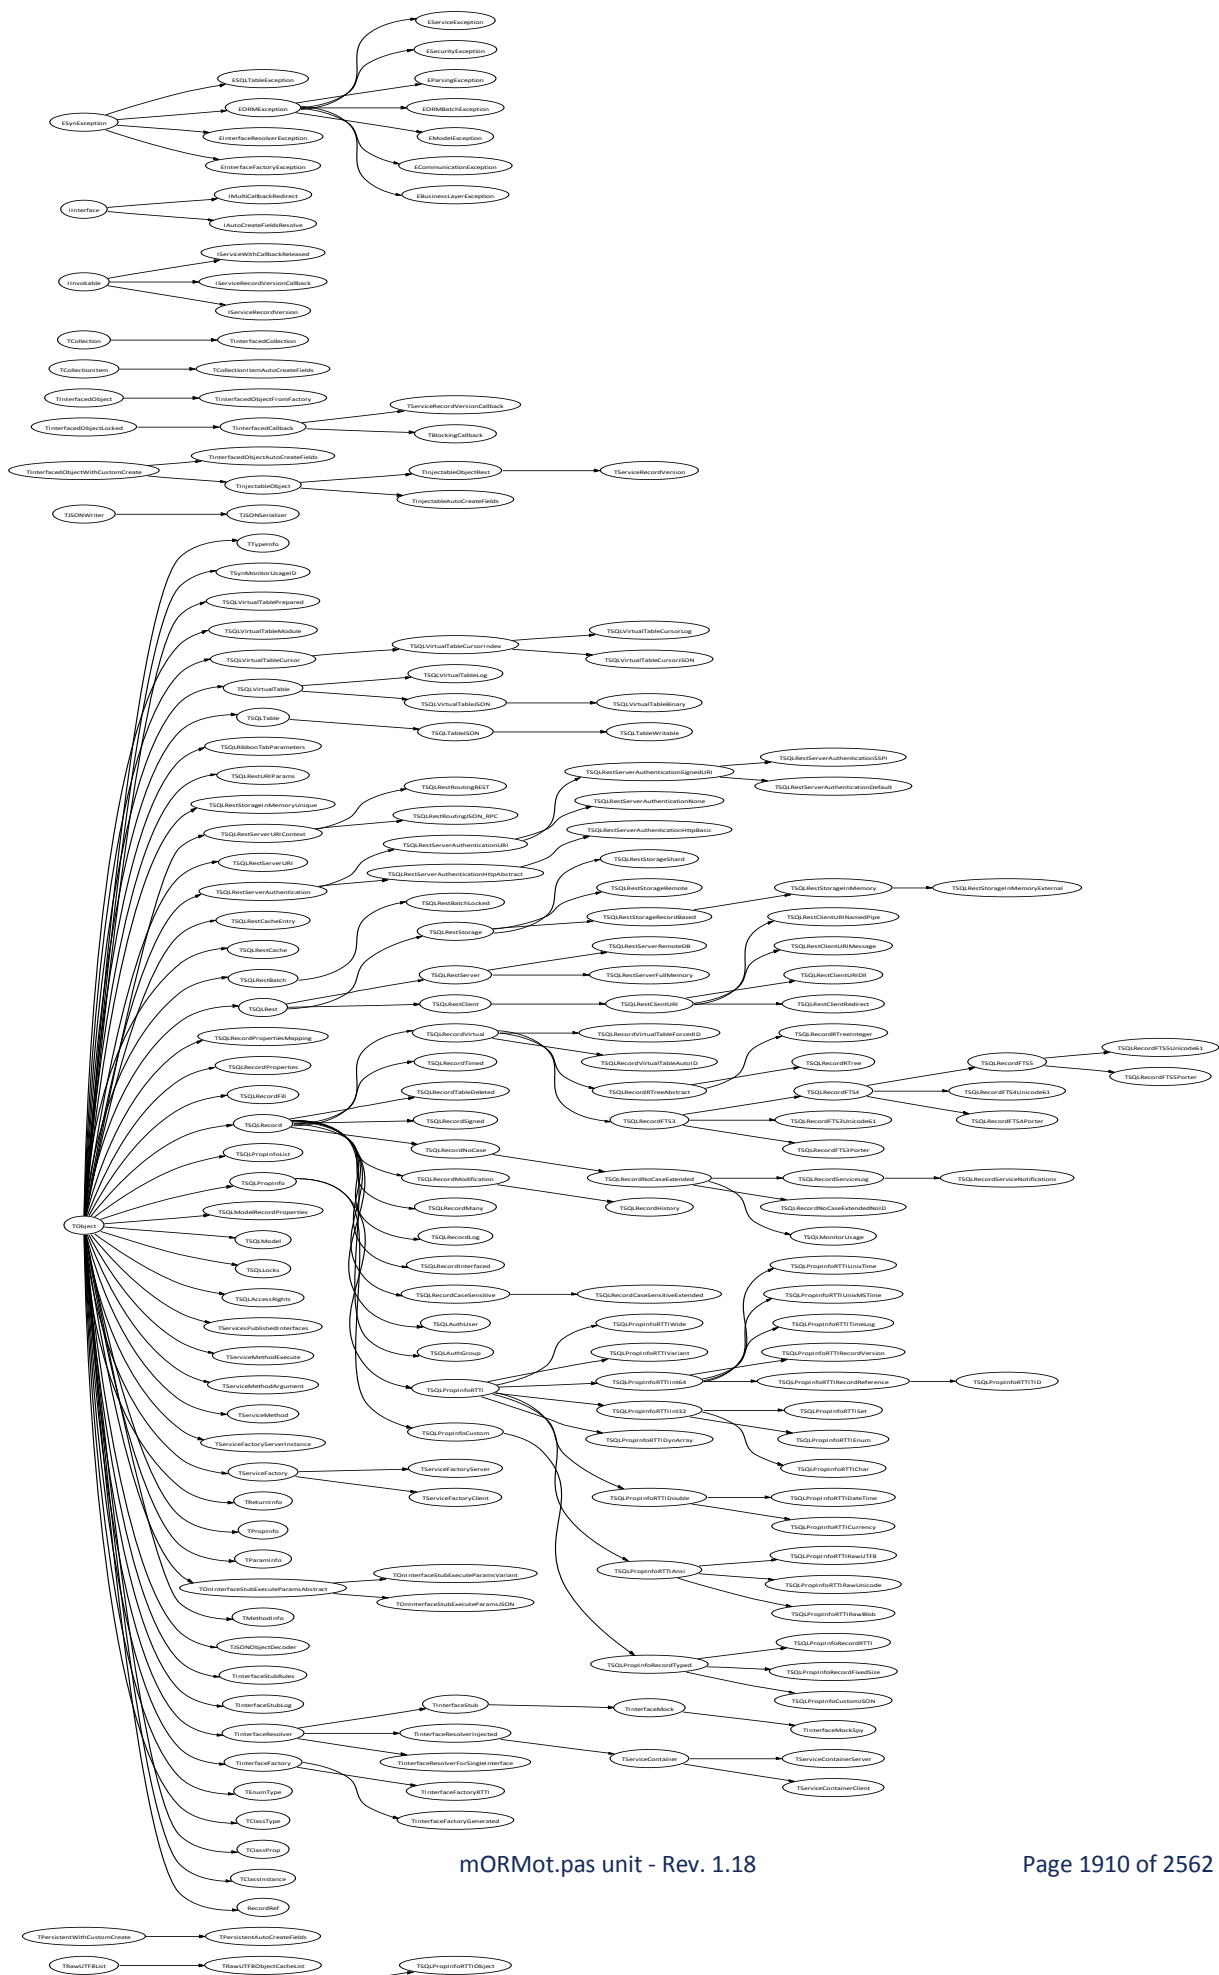 EServiceException
ESecurityException
ESQLTableException
EParsingException
EORMException
EORMBatchException
ESynException
EInterfaceResolverException
EModelException
EInterfaceFactoryException
ECommunicationException
IMultiCallbackRedirect
EBusinessLayerException
IInterface
IAutoCreateFieldsResolve
IServiceWithCallbackReleased
IInvokable
IServiceRecordVersionCallback
IServiceRecordVersion
TCollection
TInterfacedCollection
TCollectionItem
TCollectionItemAutoCreateFields
TInterfacedObject
TInterfacedObjectFromFactory
TServiceRecordVersionCallback
TInterfacedObjectLocked
TInterfacedCallback
TBlockingCallback
TInterfacedObjectAutoCreateFields
TInterfacedObjectWithCustomCreate
TInjectableObjectRest
TServiceRecordVersion
TInjectableObject
TInjectableAutoCreateFields
TJSONWriter
TJSONSerializer
TTypeInfo
TSynMonitorUsageID
TSQLVirtualTablePrepared
TSQLVirtualTableModule
TSQLVirtualTableCursorLog
TSQLVirtualTableCursorIndex
TSQLVirtualTableCursor
TSQLVirtualTableCursorJSON
TSQLVirtualTableLog
TSQLVirtualTable
TSQLVirtualTableJSON
TSQLVirtualTableBinary
TSQLTable
TSQLTableJSON
TSQLTableWritable
TSQLRibbonTabParameters
TSQLRestServerAuthenticationSSPI
TSQLRestServerAuthenticationSignedURI
TSQLRestURIParams
TSQLRestRoutingREST
TSQLRestServerAuthenticationDefault
TSQLRestStorageInMemoryUnique
TSQLRestServerAuthenticationNone
TSQLRestRoutingJSON_RPC
TSQLRestServerURIContext
TSQLRestServerAuthenticationHttpBasic
TSQLRestServerAuthenticationURI
TSQLRestServerURI
TSQLRestStorageShard
TSQLRestServerAuthenticationHttpAbstract
TSQLRestServerAuthentication
TSQLRestStorageRemote
TSQLRestStorageInMemory
TSQLRestStorageInMemoryExternal
TSQLRestBatchLocked
TSQLRestCacheEntry
TSQLRestStorageRecordBased
TSQLRestClientURINamedPipe
TSQLRestStorage
TSQLRestCache
TSQLRestServerRemoteDB
TSQLRestClientURIMessage
TSQLRestBatch
TSQLRestServer
TSQLRestServerFullMemory
TSQLRestClientURIDll
TSQLRest
TSQLRestClient
TSQLRestClientURI
TSQLRestClientRedirect
TSQLRecordPropertiesMapping
TSQLRecordVirtual
TSQLRecordVirtualTableForcedID
TSQLRecordRTreeInteger
TSQLRecordFTS5Unicode61
TSQLRecordProperties
TSQLRecordTimed
TSQLRecordVirtualTableAutoID
TSQLRecordRTree
TSQLRecordFTS5
TSQLRecordFTS5Porter
TSQLRecordFill
TSQLRecordTableDeleted
TSQLRecordRTreeAbstract
TSQLRecordFTS4
TSQLRecordFTS4Unicode61
TSQLRecord
TSQLRecordSigned
TSQLRecordFTS3
TSQLRecordFTS3Unicode61
TSQLRecordFTS4Porter
TSQLPropInfoList
TSQLRecordNoCase
TSQLRecordFTS3Porter
TSQLPropInfo
TSQLRecordModification
TSQLRecordNoCaseExtended
TSQLRecordServiceLog
TSQLRecordServiceNotifications
TSQLModelRecordProperties
TSQLRecordMany
TSQLRecordHistory
TSQLRecordNoCaseExtendedNoID
TObject
TSQLModel
TSQLRecordLog
TSQLMonitorUsage
TSQLLocks
TSQLRecordInterfaced
TSQLPropInfoRTTIUnixTime
TSQLAccessRights
TSQLRecordCaseSensitive
TSQLRecordCaseSensitiveExtended
TSQLPropInfoRTTIUnixMSTime
TServicesPublishedInterfaces
TSQLAuthUser
TSQLPropInfoRTTIWide
TSQLPropInfoRTTITimeLog
TServiceMethodExecute
TSQLAuthGroup
TSQLPropInfoRTTIVariant
TSQLPropInfoRTTIRecordVersion
TServiceMethodArgument
TSQLPropInfoRTTI
TSQLPropInfoRTTIInt64
TSQLPropInfoRTTIRecordReference
TSQLPropInfoRTTITID
TServiceMethod
TSQLPropInfoRTTIInt32
TSQLPropInfoRTTISet
TServiceFactoryServerInstance
TSQLPropInfoCustom
TSQLPropInfoRTTIDynArray
TSQLPropInfoRTTIEnum
TServiceFactory
TServiceFactoryServer
TSQLPropInfoRTTIChar
TReturnInfo
TServiceFactoryClient
TSQLPropInfoRTTIDouble
TSQLPropInfoRTTIDateTime
TPropInfo
TSQLPropInfoRTTICurrency
TParamInfo
TSQLPropInfoRTTIRawUTF8
TOnInterfaceStubExecuteParamsVariant
TSQLPropInfoRTTIAnsi
TOnInterfaceStubExecuteParamsAbstract
TSQLPropInfoRTTIRawUnicode
TOnInterfaceStubExecuteParamsJSON
TMethodInfo
TSQLPropInfoRTTIRawBlob
TJSONObjectDecoder
TSQLPropInfoRecordRTTI
TInterfaceStubRules
TSQLPropInfoRecordTyped
TSQLPropInfoRecordFixedSize
TInterfaceStubLog
TInterfaceStub
TInterfaceMock
TSQLPropInfoCustomJSON
TInterfaceResolver
TInterfaceResolverInjected
TInterfaceMockSpy
TInterfaceFactory
TInterfaceResolverForSingleInterface
TServiceContainer
TServiceContainerServer
TEnumType
TInterfaceFactoryRTTI
TServiceContainerClient
TClassType
TInterfaceFactoryGenerated
TClassProp
mORMot.pas unit - Rev. 1.18
Page 1910 of 2562
TClassInstance
RecordRef
TPersistentWithCustomCreate
TPersistentAutoCreateFields
TRawUTF8List
TRawUTF8ObjectCacheList
TSQLPropInfoRTTIObject